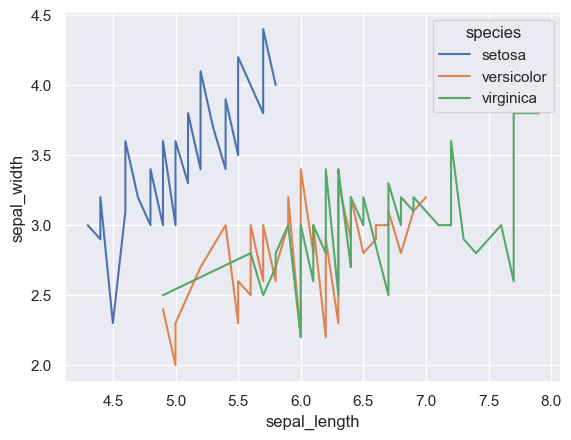 species
setosa
versicolor
virginica
sepal_width
4.5
4.0
3.5
3.0
2.5
2.0
4.5 5.0 5.5 6.0 6.5 7.0 7.5 8.0
sepal_length